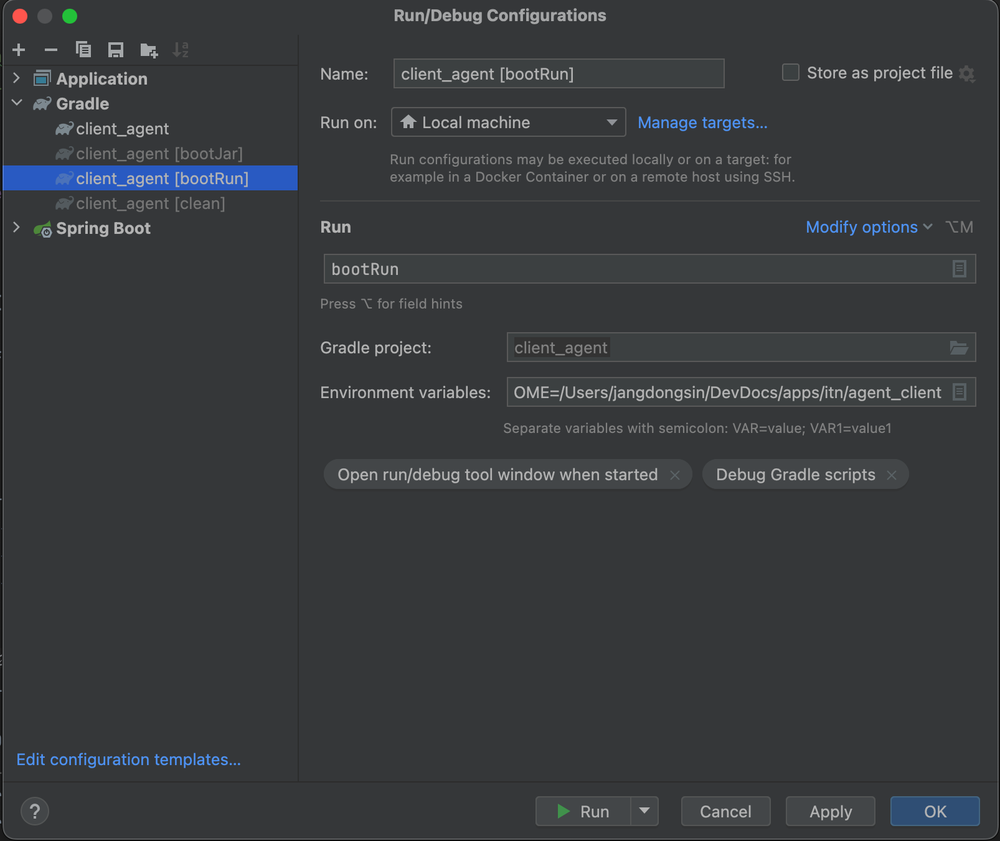 Run/Debug Configurations
Application
Gradle
client_agent
client_agent [bootJar]
client_agent [bootRun]
client_agent [clean]
Spring Boot
Edit configuration templates...
Name: client_agent [bootRun] Store as project file
Run on: Local machine Manage targets...
Run configurations may be executed locally or on a target: for
example in a Docker Container or on a remote host using SSH.
Run Modify options ⌥M
bootRun
Press ⌥ for field hints
Gradle project: client_agent
Environment variables: OME=/Users/jangdongsin/DevDocs/apps/itn/agent_client
Separate variables with semicolon: VAR=value; VAR1=value1
Open run/debug tool window when started × Debug Gradle scripts ×
? Run Cancel Apply OK